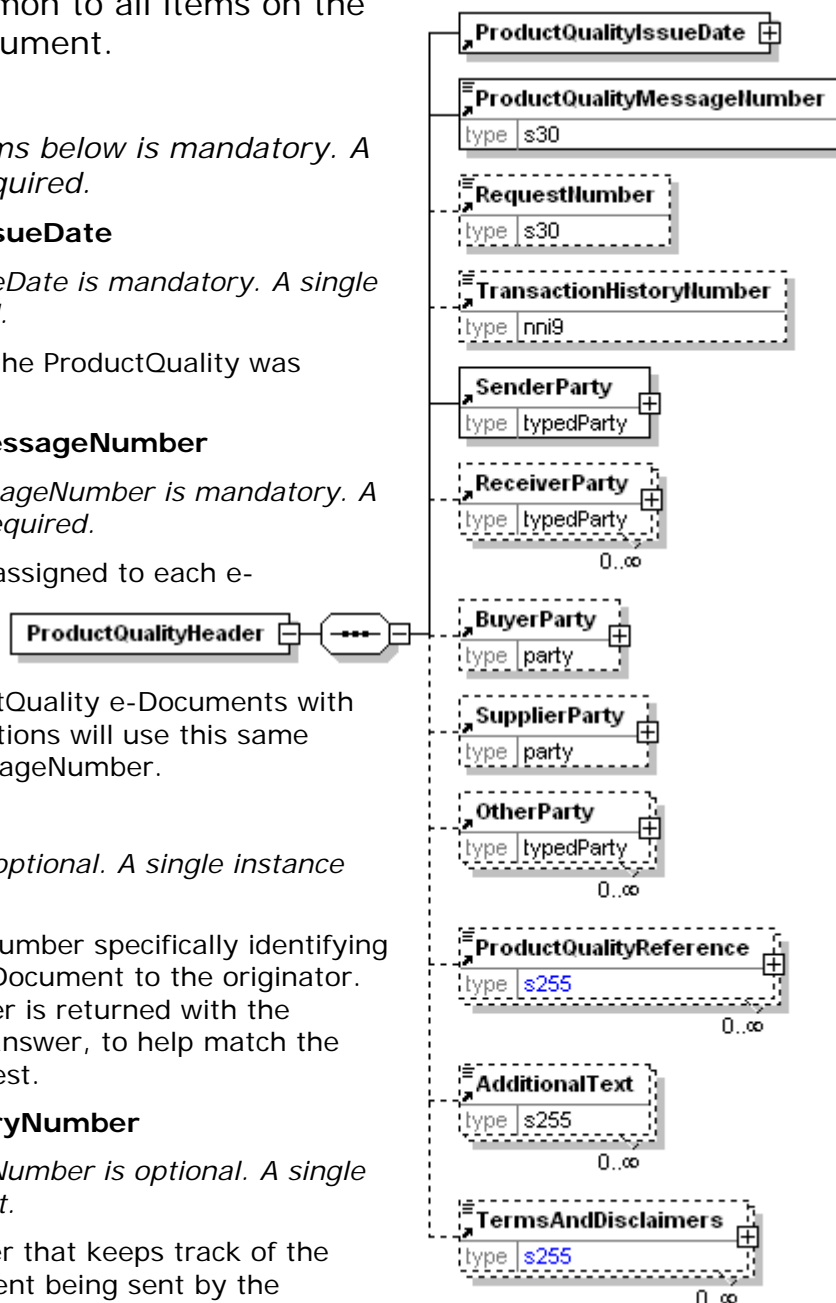 mon to all items on the
ument.
ms below is mandatory. A
quired.
sueDate
eDate is mandatory. A single
.
he ProductQuality was
essageNumber
sageNumber is mandatory. A
equired.
assigned to each e-
tQuality e-Documents with
tions will use this same
ageNumber.
optional. A single instance
umber specifically identifying
Document to the originator.
er is returned with the
nswer, to help match the
est.
ryNumber
Number is optional. A single
t.
er that keeps track of the
ent being sent by the
ProductQualityHeader
ProductQualityIssueDate
ProductQualityMessageNumber
type s30
RequestNumber
type s30
TransactionHistoryNumber
type nni9
SenderParty
type typedParty
ReceiverParty
type typedParty
0..∞
BuyerParty
type party
SupplierParty
type party
OtherParty
type typedParty
0..∞
ProductQualityReference
type s255
0..∞
AdditionalText
type s255
0..∞
TermsAndDisclaimers
type s255
0..∞